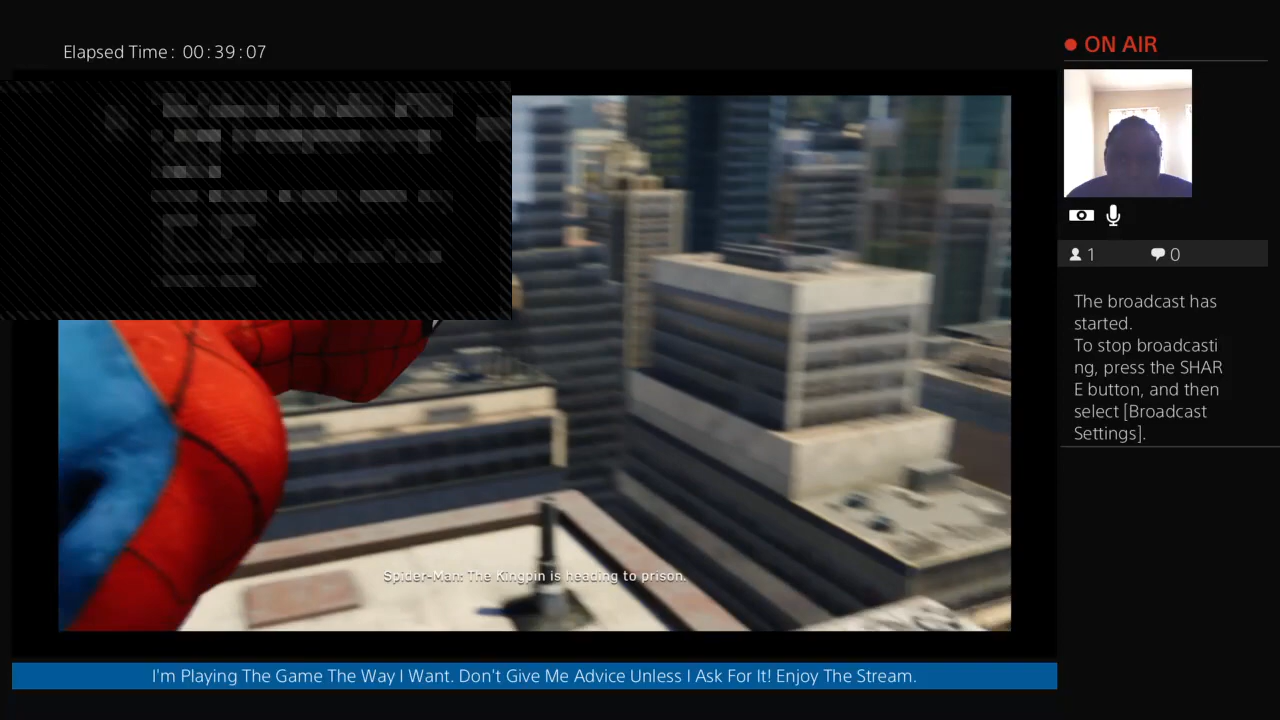 Elapsed Time: 00:39:07
ON AIR
1
0
The broadcast has
started.
To stop broadcasti
ng, press the SHAR
E button, and then
select [Broadcast
Settings].
Spider-Man: The Kingpin is heading to prison.
I'm Playing The Game The Way I Want. Don't Give Me Advice Unless I Ask For It! Enjoy The Stream.